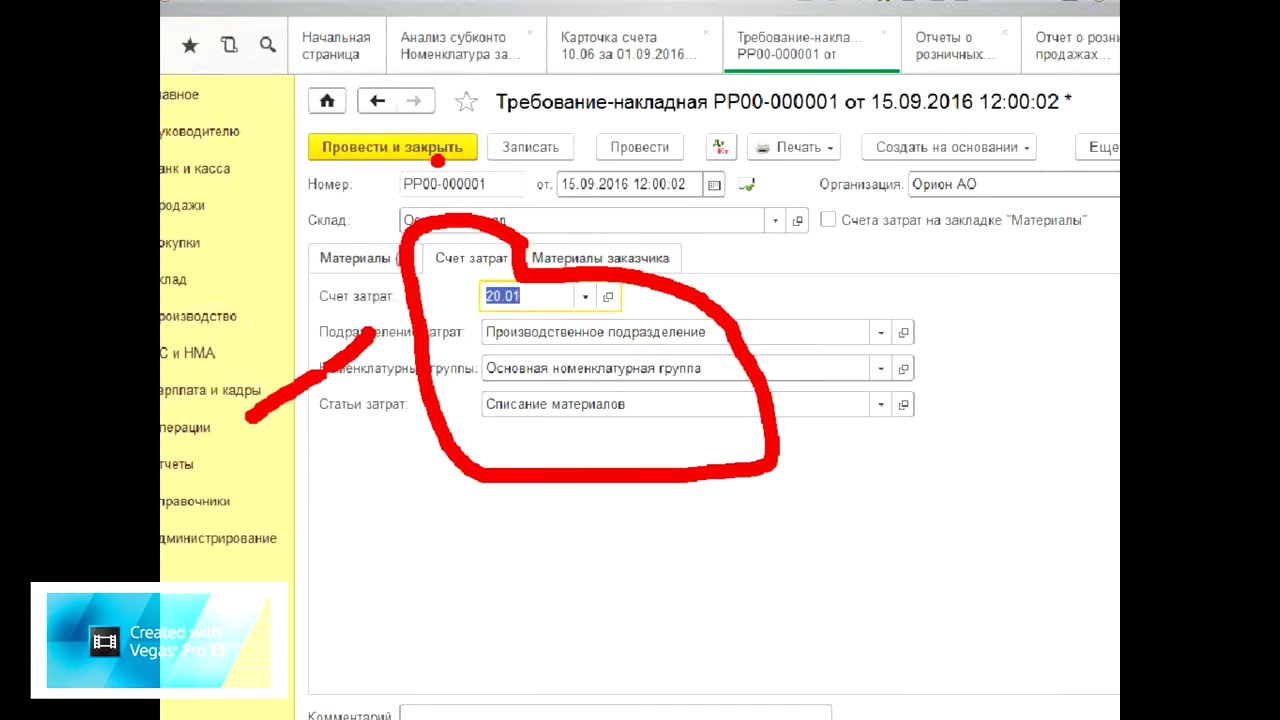 Начальная страница
Анализ субконто Номенклатура за...
Карточка счета 10.06 за 01.09.2016...
Требование-накла... РР00-000001 от
Отчеты о розничных...
Отчет о розни продажах...
Требование-накладная РР00-000001 от 15.09.2016 12:00:02 *
Провести и закрыть Записать Провести Дт Кт Печать Создать на основании Еще
Номер: РР00-000001 от: 15.09.2016 12:00:02 Организация: Орион АО
Склад: Счета затрат на закладке "Материалы"
Материалы ( Счет затрат Материалы заказчика
Счет затрат: 20.01
затрат: Производственное подразделение
группы: Основная номенклатурная группа
Статьи затрат: Списание материалов
Комментарий
лавное
уководителю
анк и касса
родажи
окупки
клад
роизводство
С и НМА
арплата и кадры
перации
тчеты
правочники
дминистрирование
Created with
Vegas Pro 13